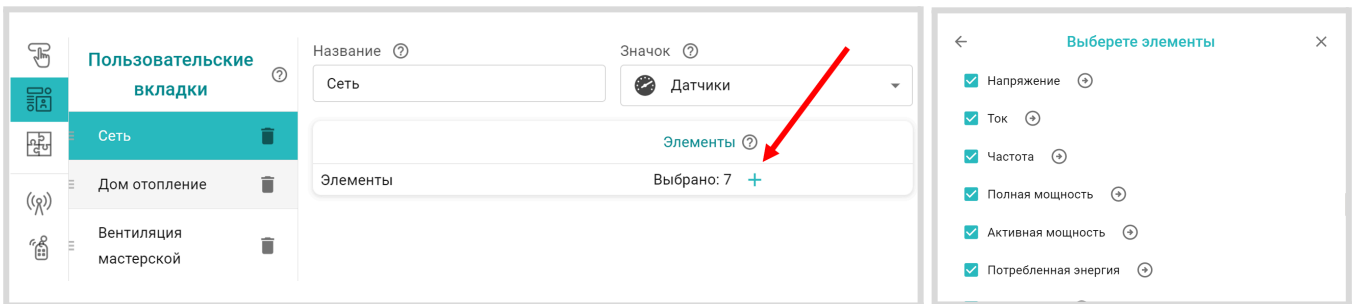 Пользовательские
вкладки
Сеть
Дом отопление
Вентиляция
мастерской
Название
Значок
Сеть
Датчики
Элементы
Элементы
Выбрано: 7
Выберете элементы
Напряжение
Ток
Частота
Полная мощность
Активная мощность
Потребленная энергия